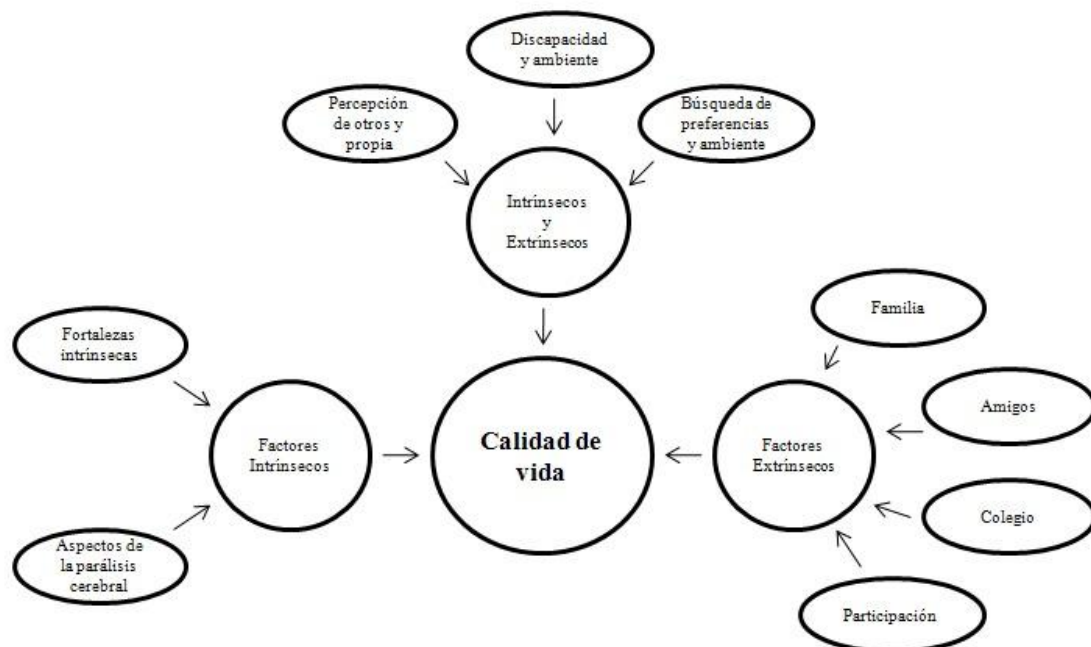 Discapacidad
y ambiente
Percepción
de otros y
propia
Búsqueda de
preferencias
y ambiente
Intrínsecos
y
Extrínsecos
Familia
Fortalezas
intrínsecas
Amigos
Factores
Intrínsecos
Calidad de
vida
Factores
Extrínsecos
Colegio
Aspectos de
la parálisis
cerebral
Participación